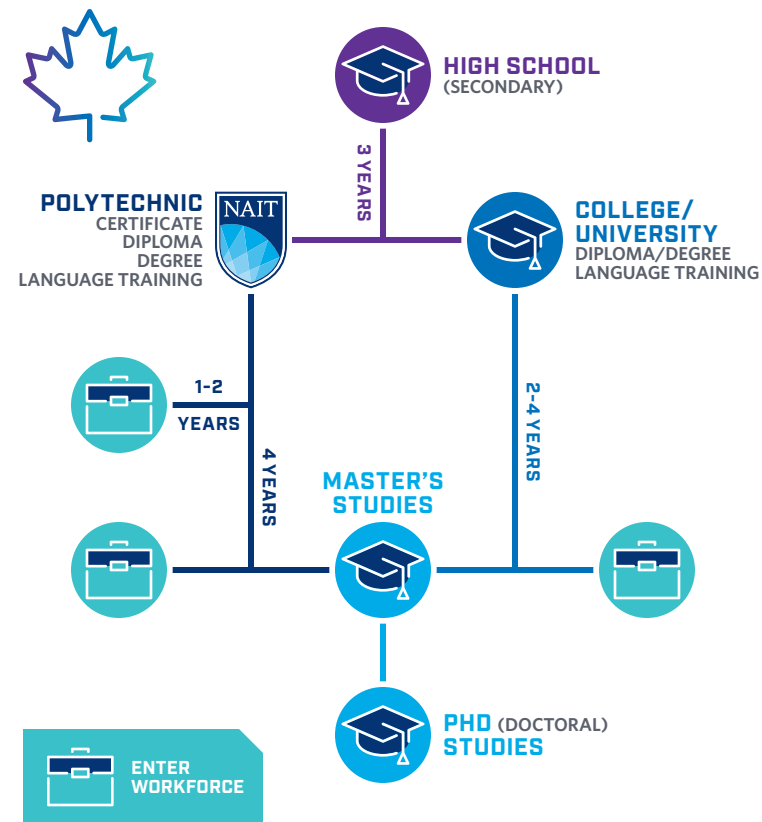 HIGH SCHOOL
(SECONDARY)
3 YEARS
POLYTECHNIC
CERTIFICATE
DIPLOMA
DEGREE
LANGUAGE TRAINING
NAIT
COLLEGE/
UNIVERSITY
DIPLOMA/DEGREE
LANGUAGE TRAINING
1-2
YEARS
4 YEARS
2-4 YEARS
MASTER'S
STUDIES
PHD (DOCTORAL)
STUDIES
ENTER
WORKFORCE